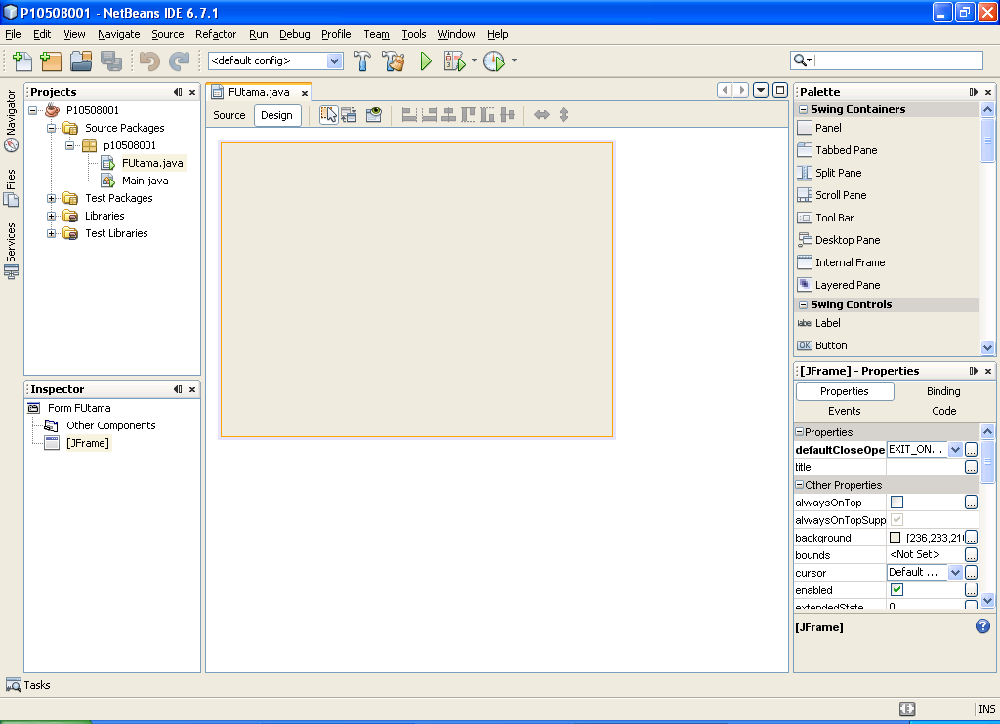 P10508001 - NetBeans IDE 6.7.1
File Edit View Navigate Source Refactor Run Debug Profile Team Tools Window Help
<default config>
Navigator
Files
Services
Projects
P10508001
Source Packages
p10508001
FUtama.java
Main.java
Test Packages
Libraries
Test Libraries
Inspector
Form FUtama
Other Components
[JFrame]
FUtama.java
Source Design
Palette
Swing Containers
Panel
Tabbed Pane
Split Pane
Scroll Pane
Tool Bar
Desktop Pane
Internal Frame
Layered Pane
Swing Controls
label Label
OK Button
[JFrame] - Properties
Properties Binding
Events Code
Properties
defaultCloseOpe EXIT_ON... ...
title ...
Other Properties
alwaysOnTop ...
alwaysOnTopSupp
background [236,233,21 ...
bounds <Not Set> ...
cursor Default ... ...
enabled ...
extendedState 0
[JFrame]
Tasks
INS